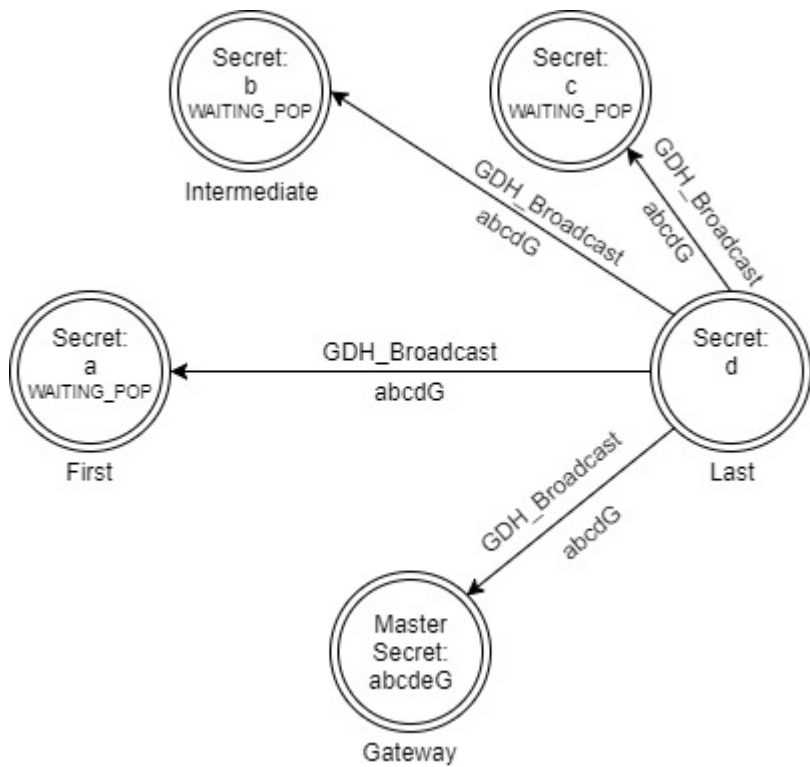 Secret:
b
WAITING_POP
Intermediate
Secret:
c
WAITING_POP
GDH_Broadcast
abcdG
GDH_Broadcast
abcdG
Secret:
a
WAITING_POP
First
GDH_Broadcast
abcdG
Secret:
d
Last
GDH_Broadcast
abcdG
Master
Secret:
abcdeG
Gateway